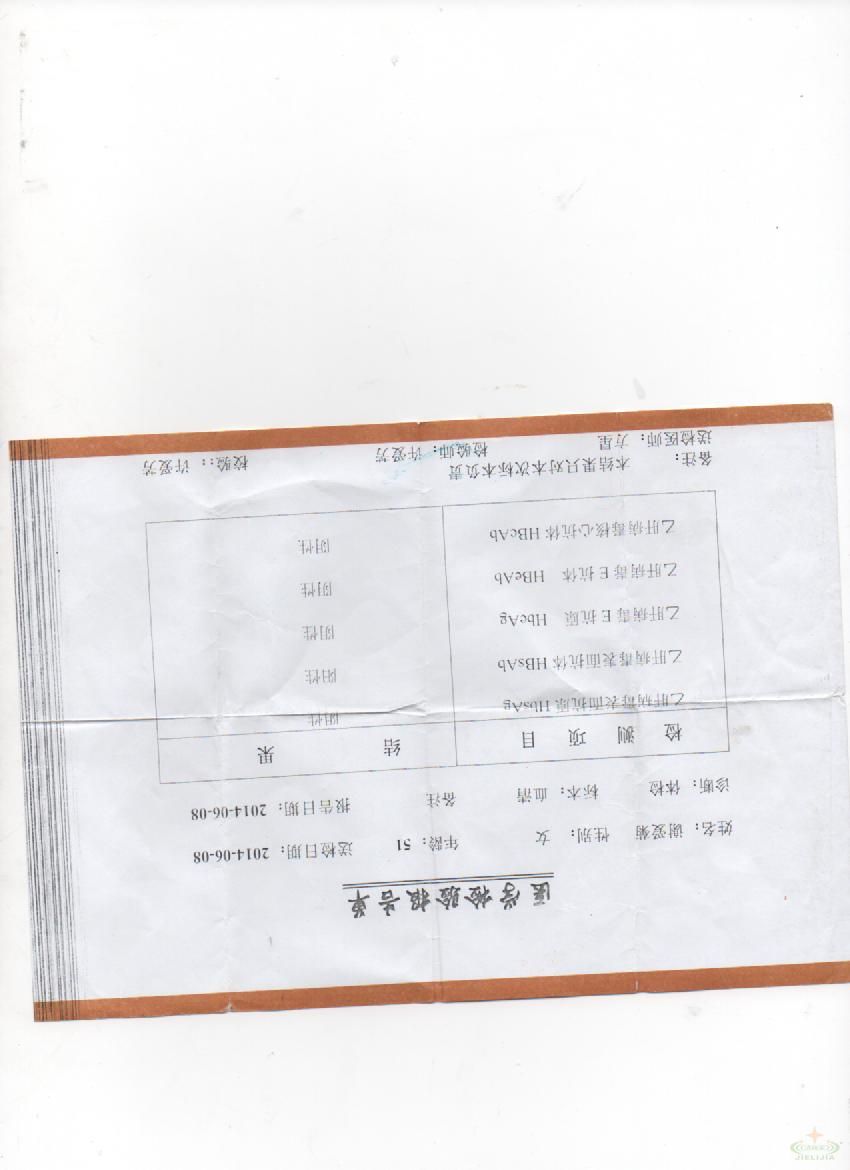 医学检验报告单
姓名：谢爱菊 性别： 女 年龄：51 送检日期：2014-06-08
诊断：体检 标本：血清 备注 报告日期：2014-06-08
检 测 项 目 结 果
乙肝病毒表面抗原 HbsAg 阴性
乙肝病毒表面抗体 HBsAb 阳性
乙肝病毒 E 抗原 HbeAg 阴性
乙肝病毒 E 抗体 HBeAb 阴性
乙肝病毒核心抗体 HBcAb 阴性
备注： 本结果只对本次标本负责
送检医师：方星 检验师：许爱芳 校验：：许爱芳
JIELIJIA